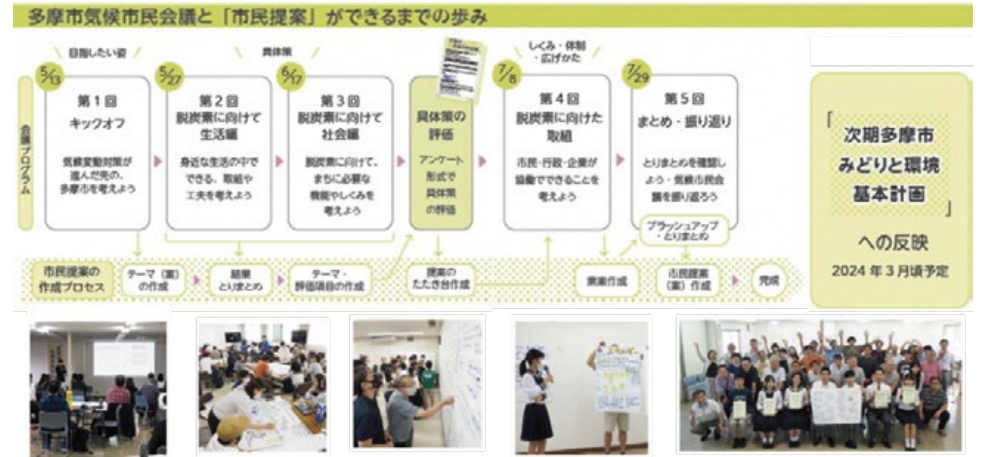 多摩市気候市民会議と「市民提案」ができるまでの歩み
目指したい姿
具体策
しくみ・体制
・広げかた
会議プログラム
5/13
第1回
キックオフ
気候変動対策が
進んだ先の、
多摩市を考えよう
5/27
第2回
脱炭素に向けて
生活編
身近な生活の中で
できる、取組や
工夫を考えよう
6/17
第3回
脱炭素に向けて
社会編
脱炭素に向けて、
まちに必要な
機能やしくみを
考えよう
具体策の
評価
アンケート
形式で
具体策
の評価
7/8
第4回
脱炭素に向けた
取組
市民・行政・企業が
協働でできることを
考えよう
7/29
第5回
まとめ・振り返り
とりまとめを確認し
よう・気候市民会
議を振り返ろう
ブラッシュアップ
・とりまとめ
市民提案の
作成プロセス
テーマ(案)
の作成
結果
とりまとめ
テーマ・
評価項目の作成
提案の
たたき台作成
素案作成
市民提案
(案)作成
完成
「次期多摩市
みどりと環境
基本計画」
への反映
2024年3月頃予定